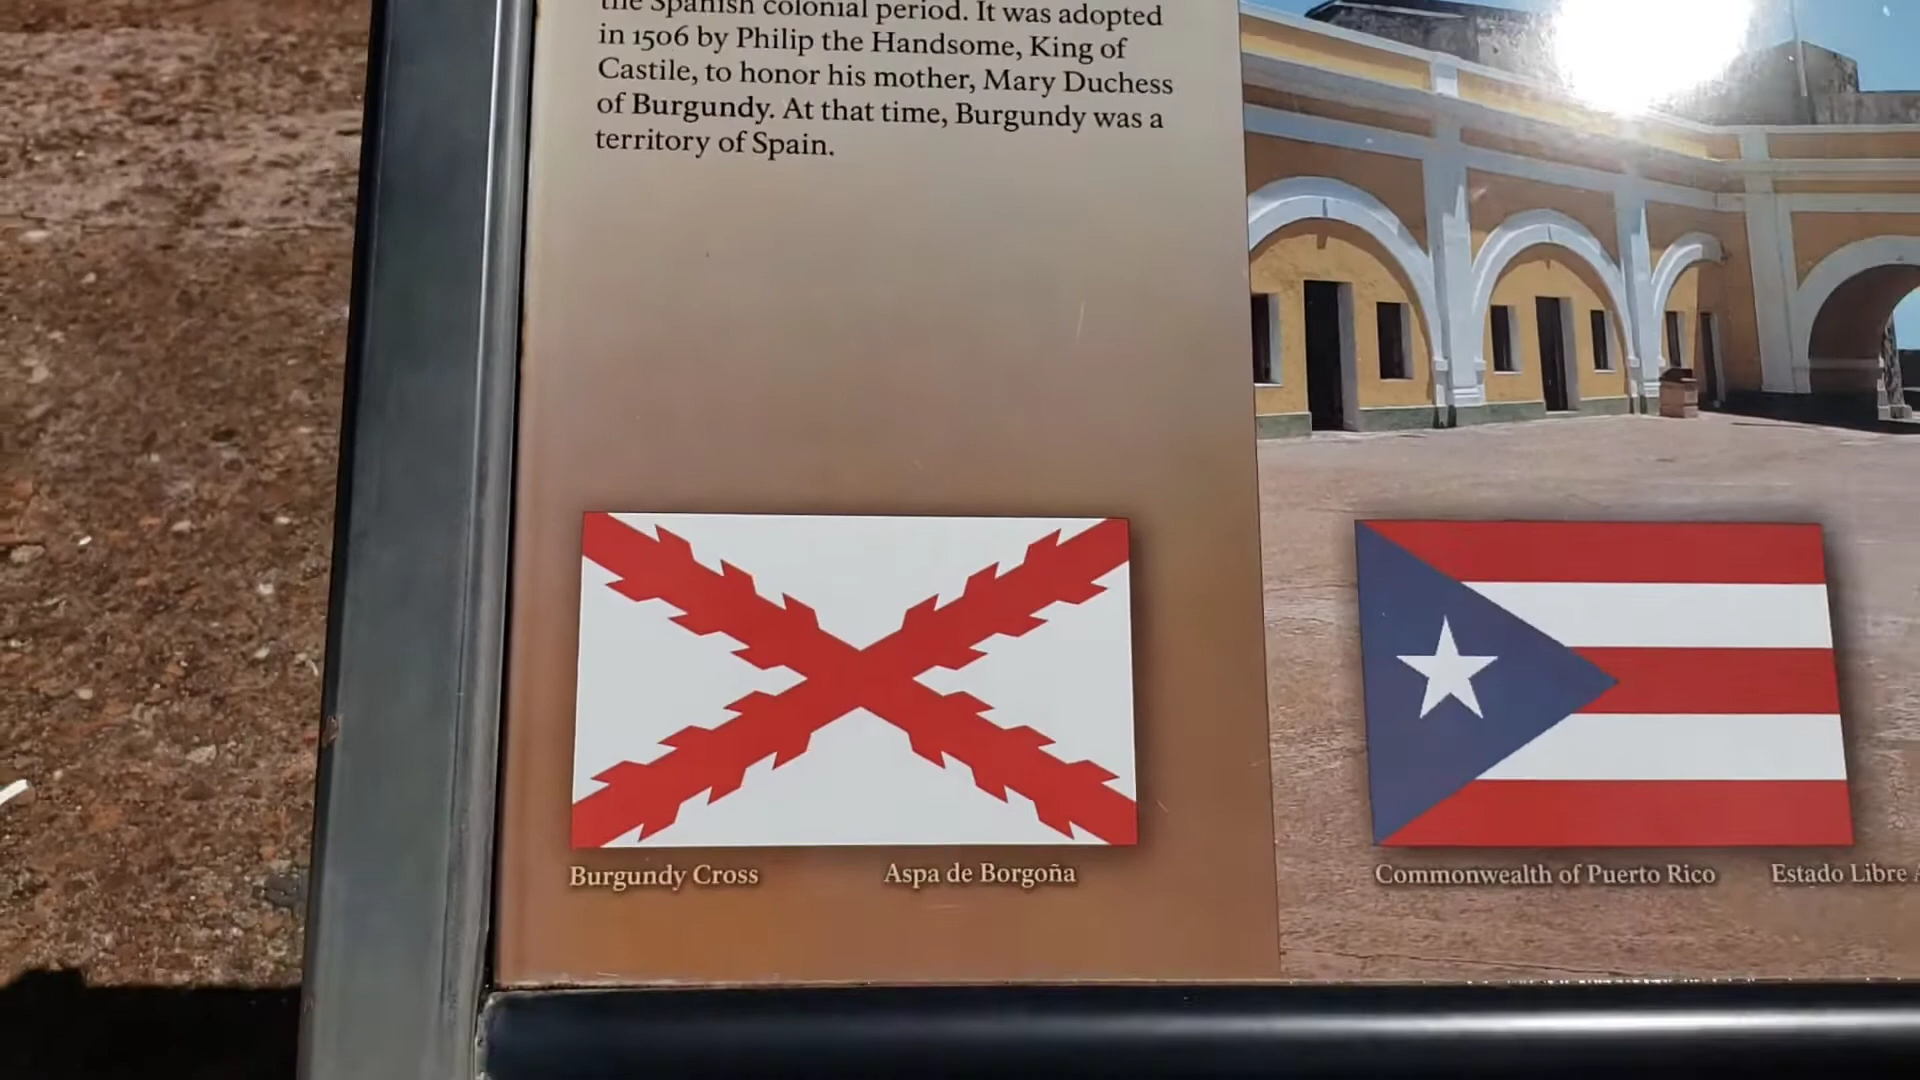 the Spanish colonial period. It was adopted
in 1506 by Philip the Handsome, King of
Castile, to honor his mother, Mary Duchess
of Burgundy. At that time, Burgundy was a
territory of Spain.
Burgundy Cross Aspa de Borgoña
Commonwealth of Puerto Rico Estado Libre